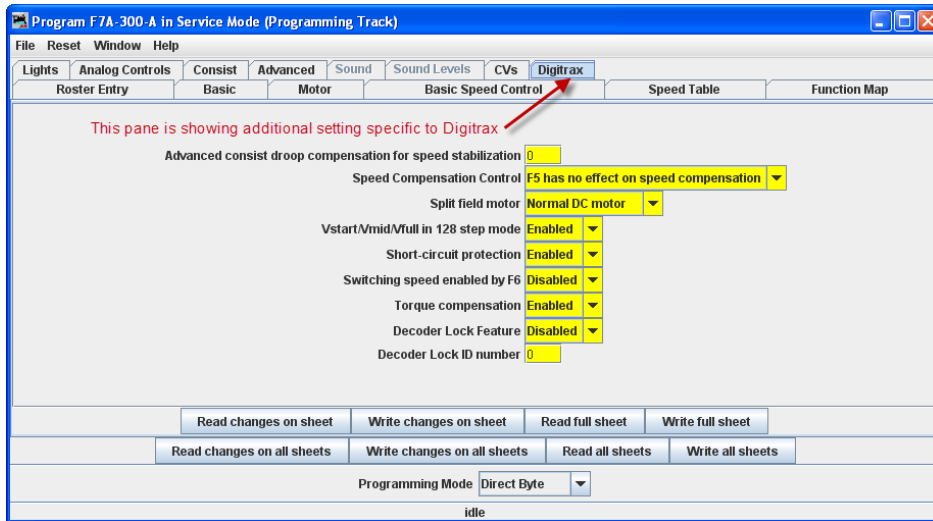 Program F7A-300-A in Service Mode (Programming Track)
File Reset Window Help
Lights Analog Controls Consist Advanced Sound Sound Levels CVs Digitrax
Roster Entry Basic Motor Basic Speed Control Speed Table Function Map
This pane is showing additional setting specific to Digitrax
Advanced consist droop compensation for speed stabilization 0
Speed Compensation Control F5 has no effect on speed compensation
Split field motor Normal DC motor
Vstart/Vmid/Vfull in 128 step mode Enabled
Short-circuit protection Enabled
Switching speed enabled by F6 Disabled
Torque compensation Enabled
Decoder Lock Feature Disabled
Decoder Lock ID number 0
Read changes on sheet Write changes on sheet Read full sheet Write full sheet
Read changes on all sheets Write changes on all sheets Read all sheets Write all sheets
Programming Mode Direct Byte
idle